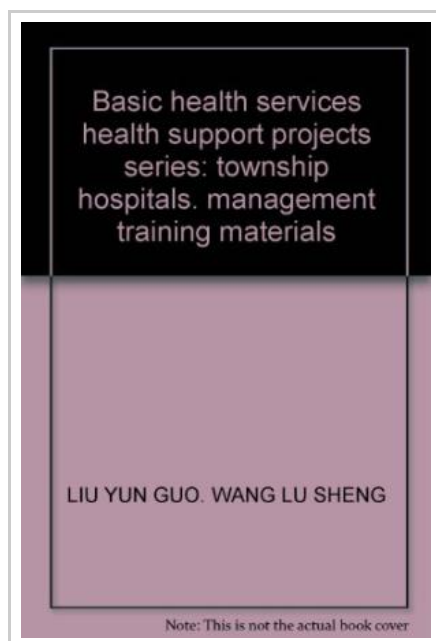 Basic health services
health support projects
series: township
hospitals. management
training materials
LIU YUN GUO. WANG LU SHENG
Note: This is not the actual book cover